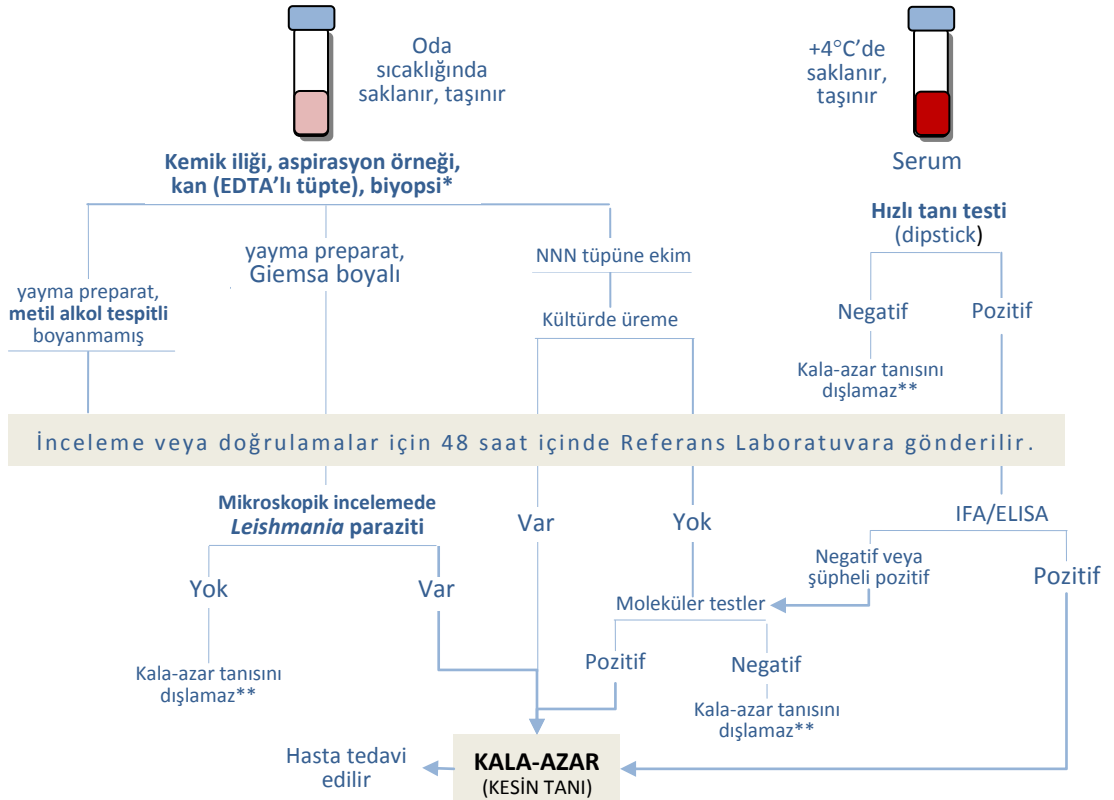 Oda
sıcaklığında
saklanır, taşınır
+4°C’de
saklanır,
taşınır
Kemik iliği, aspirasyon örneği,
kan (EDTA’lı tüpte), biyopsi*
Serum
Hızlı tanı testi
(dipstick)
yayma preparat,
metil alkol tespitli
boyanmamış
yayma preparat,
Giemsa boyalı
NNN tüpüne ekim
Kültürde üreme
Negatif
Pozitif
Kala-azar tanısını
dışlamaz**
İnceleme veya doğrulamalar için 48 saat içinde Referans Laboratuvara gönderilir.
Mikroskopik incelemede
Leishmania paraziti
Var
Yok
IFA/ELISA
Yok
Var
Negatif veya
şüpheli pozitif
Pozitif
Moleküler testler
Kala-azar tanısını
dışlamaz**
Pozitif
Negatif
Kala-azar tanısını
dışlamaz**
Hasta tedavi
edilir
KALA-AZAR
(KESİN TANI)